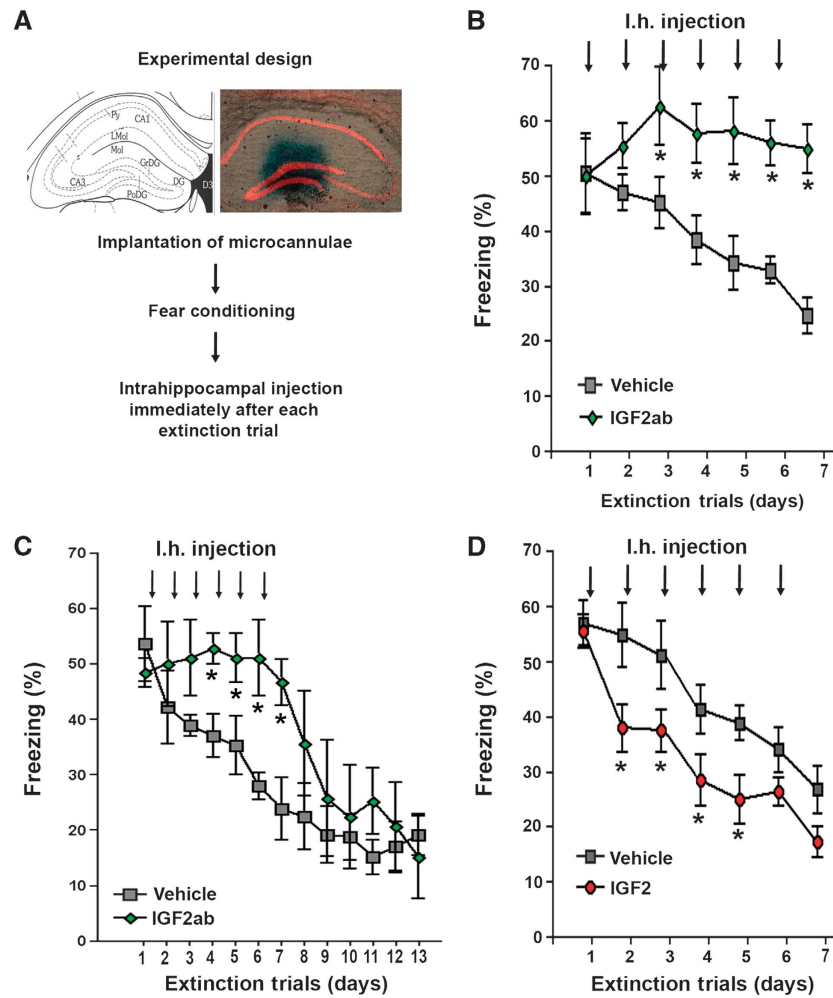 A
Experimental design
Py
CA1
LMol
Mol
GrDG
CA3
DG
D3
PoDG
Implantation of microcannulae
Fear conditioning
Intrahippocampal injection
immediately after each
extinction trial
B
I.h. injection
70
60
50
40
30
20
10
0
Freezing (%)
* * * * *
Vehicle
IGF2ab
1 2 3 4 5 6 7
Extinction trials (days)
C
I.h. injection
70
60
50
40
30
20
10
0
Freezing (%)
* * * *
Vehicle
IGF2ab
1 2 3 4 5 6 7 8 9 10 11 12 13
Extinction trials (days)
D
I.h. injection
70
60
50
40
30
20
10
0
Freezing (%)
* * * *
Vehicle
IGF2
1 2 3 4 5 6 7
Extinction trials (days)